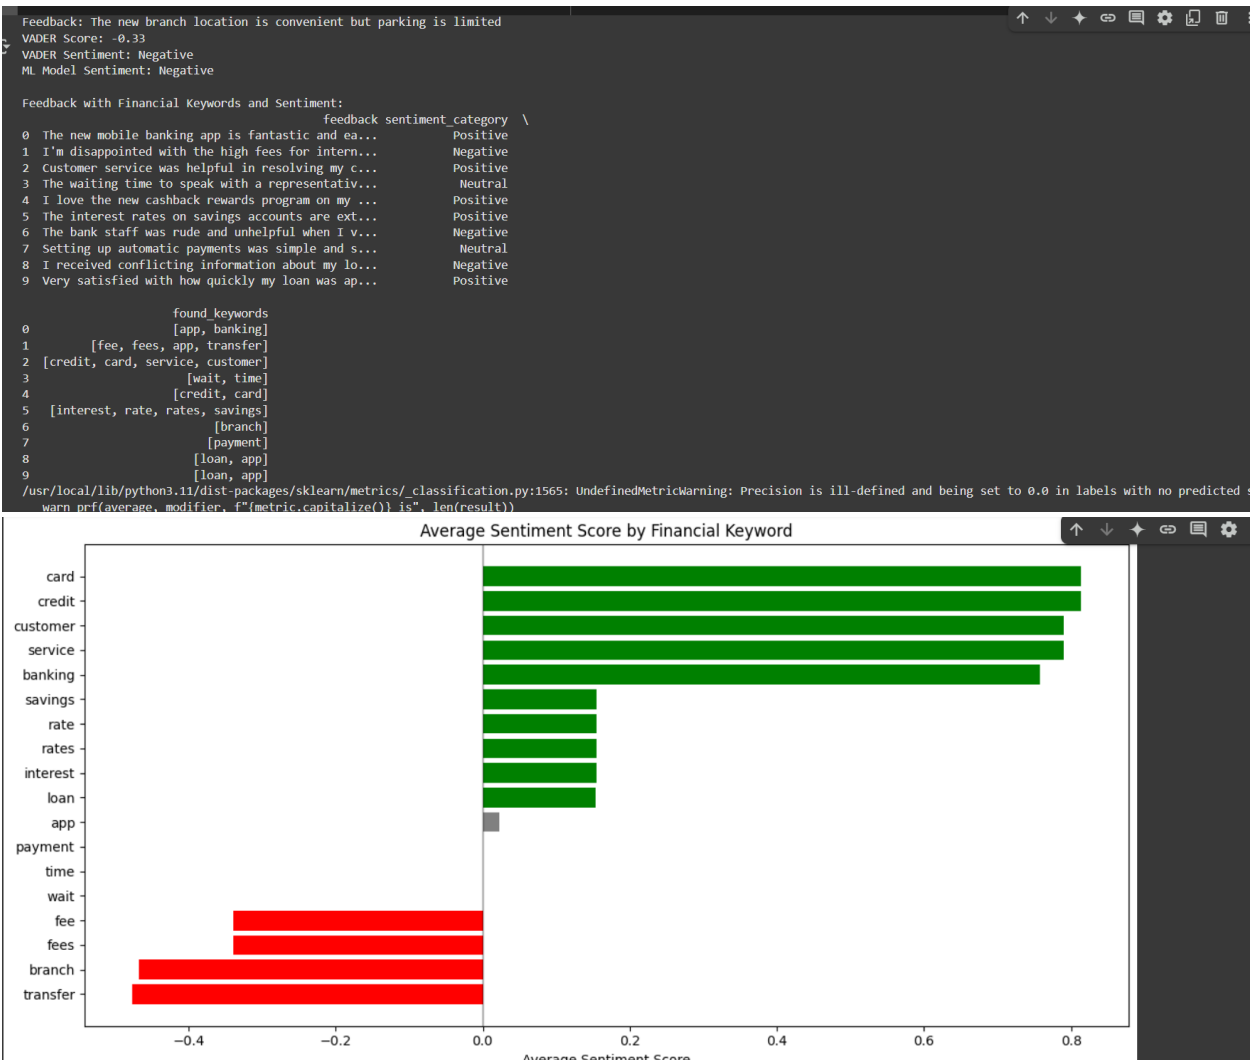 Feedback: The new branch location is convenient but parking is limited
VADER Score: -0.33
VADER Sentiment: Negative
ML Model Sentiment: Negative
Feedback with Financial Keywords and Sentiment:
feedback sentiment_category \
0 The new mobile banking app is fantastic and ea... Positive
1 I'm disappointed with the high fees for intern... Negative
2 Customer service was helpful in resolving my c... Positive
3 The waiting time to speak with a representativ... Neutral
4 I love the new cashback rewards program on my ... Positive
5 The interest rates on savings accounts are ext... Positive
6 The bank staff was rude and unhelpful when I v... Negative
7 Setting up automatic payments was simple and s... Neutral
8 I received conflicting information about my lo... Negative
9 Very satisfied with how quickly my loan was ap... Positive
found_keywords
0 [app, banking]
1 [fee, fees, app, transfer]
2 [credit, card, service, customer]
3 [wait, time]
4 [credit, card]
5 [interest, rate, rates, savings]
6 [branch]
7 [payment]
8 [loan, app]
9 [loan, app]
/usr/local/lib/python3.11/dist-packages/sklearn/metrics/_classification.py:1565: UndefinedMetricWarning: Precision is ill-defined and being set to 0.0 in labels with no predicted s
_warn_prf(average, modifier, f"{metric.capitalize()} is", len(result))
Average Sentiment Score by Financial Keyword
card
credit
customer
service
banking
savings
rate
rates
interest
loan
app
payment
time
wait
fee
fees
branch
transfer
−0.4 −0.2 0.0 0.2 0.4 0.6 0.8
Average Sentiment Score